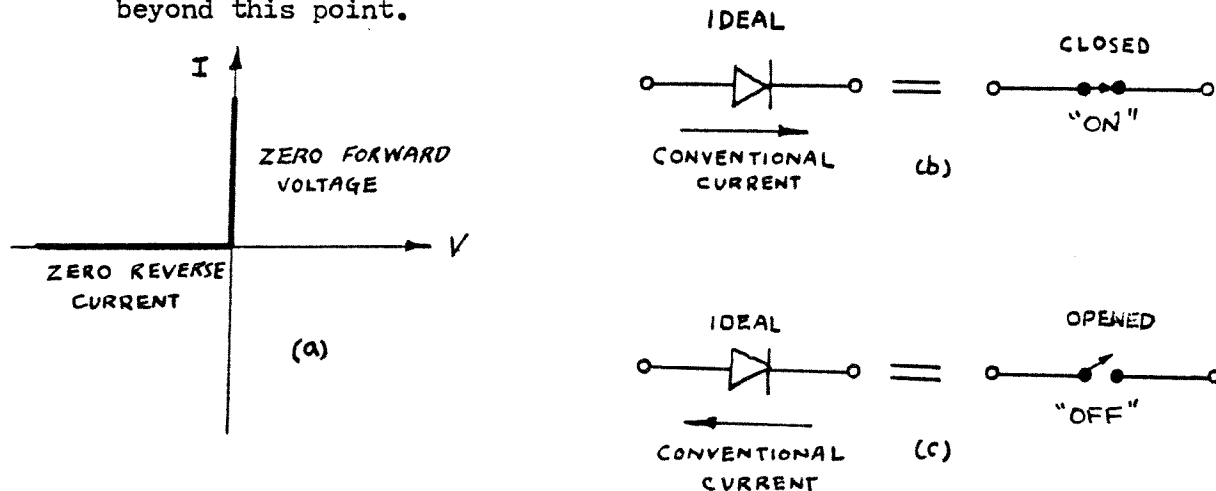 beyond this point.
I
ZERO FORWARD
VOLTAGE
V
ZERO REVERSE
CURRENT
(a)
IDEAL
CLOSED
"ON"
CONVENTIONAL
CURRENT
(b)
IDEAL
OPENED
"OFF"
CONVENTIONAL
CURRENT
(c)